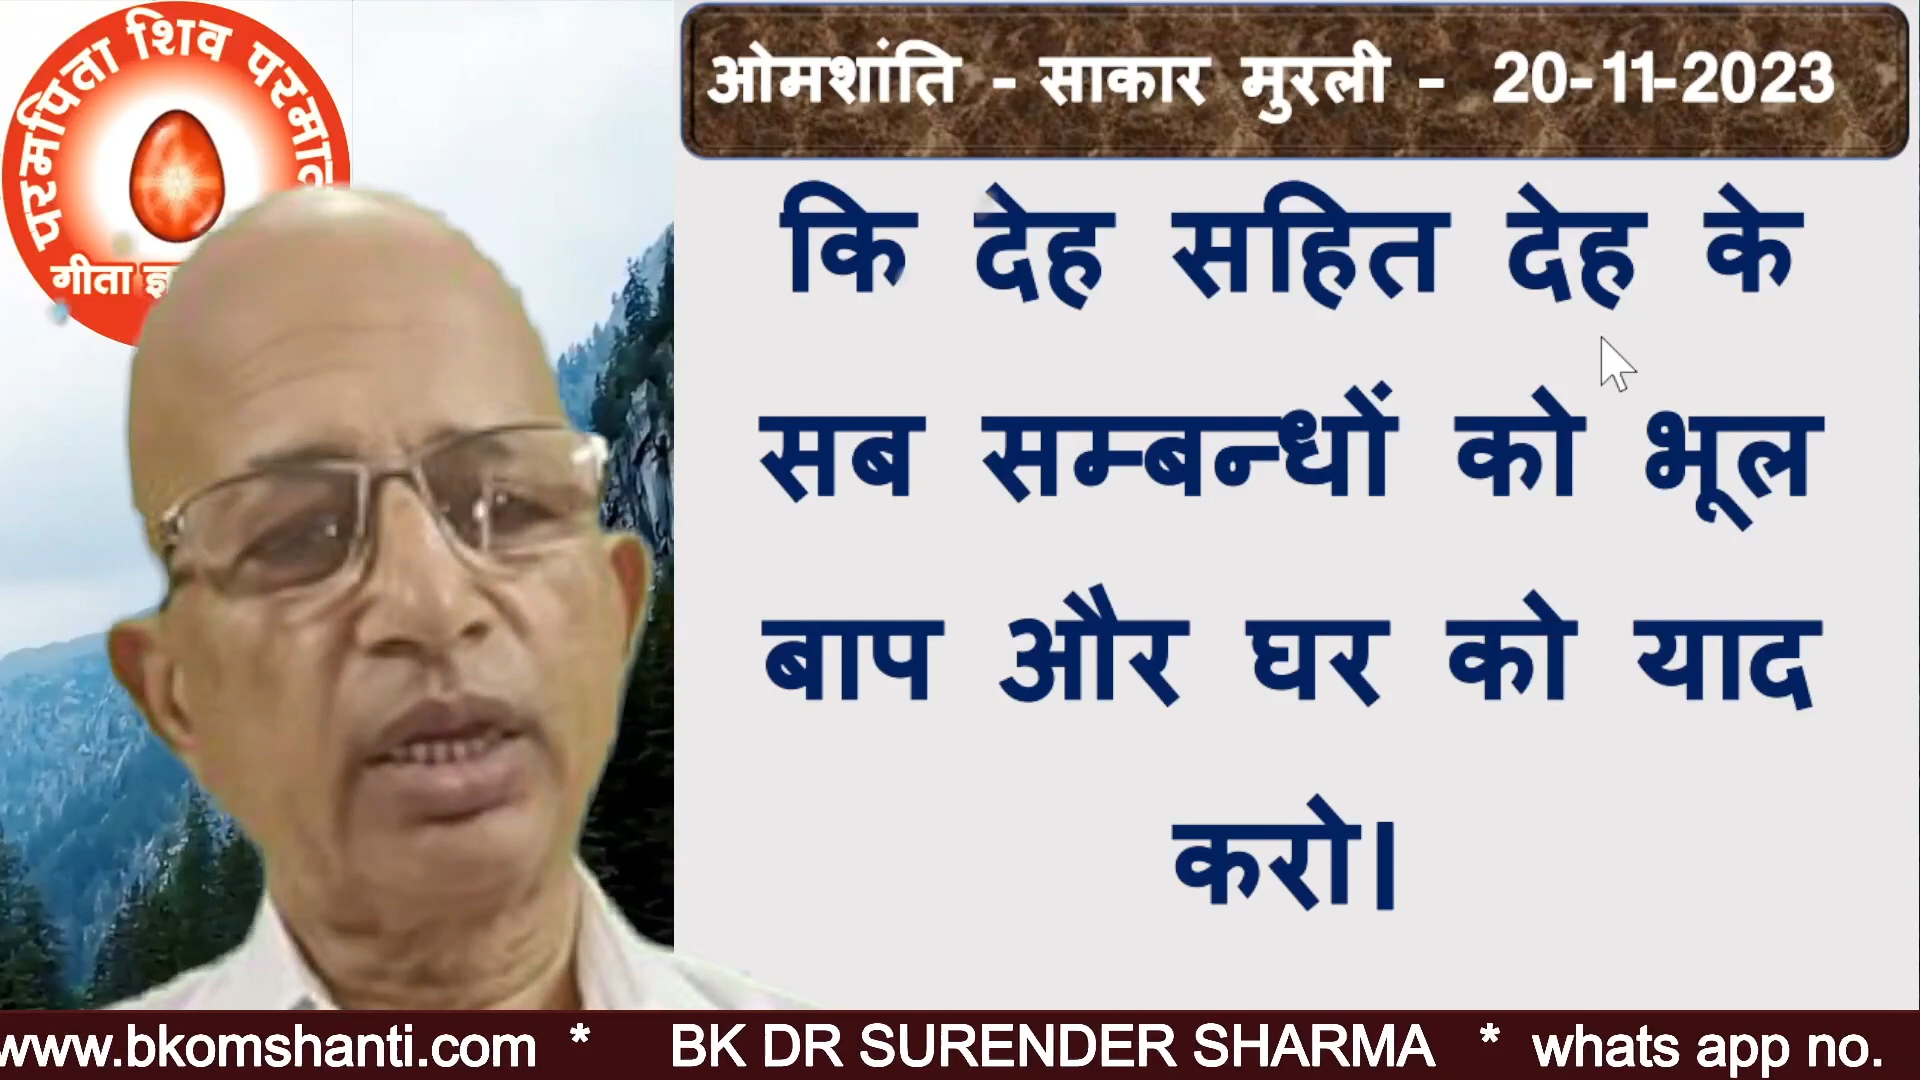 परमपिता शिव
गीता
ओमशांति - साकार मुरली - 20-11-2023
कि देह सहित देह के
सब सम्बन्धों को भूल
बाप और घर को याद
करो।
www.bkomshanti.com * BK DR SURENDER SHARMA * whats app no.